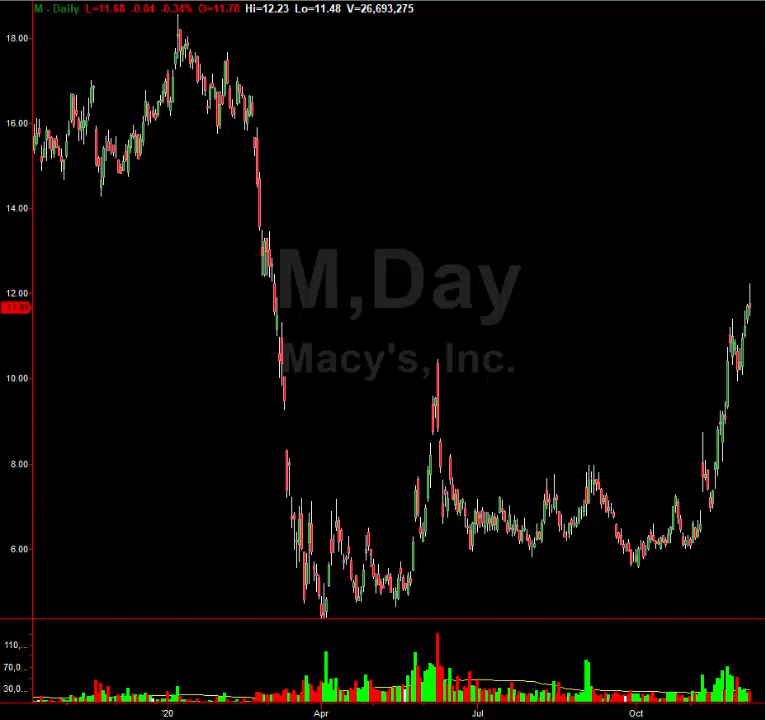 M - Daily L=11.68 -0.04 -0.34% O=11.78 Hi=12.23 Lo=11.48 V=26,693,275
18.00
16.00
14.00
12.00
M,Day
Macy's, Inc.
10.00
8.00
6.00
110,...
70,0...
30,0...
'20 Apr Jul Oct